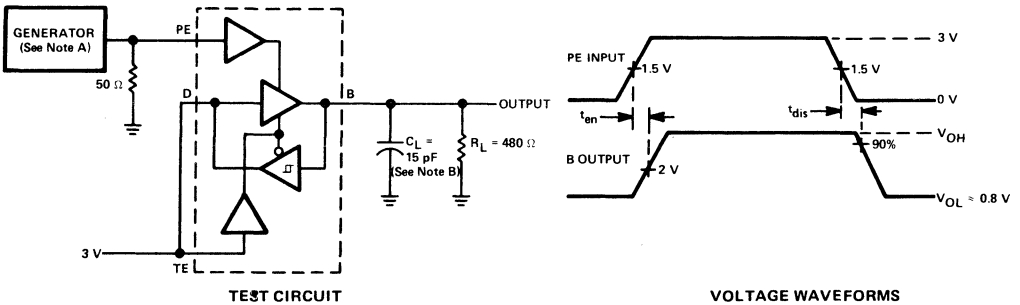 GENERATOR
(See Note A)
PE
50 Ω
D
B
OUTPUT
C_L =
15 pF
(See Note B)
R_L = 480 Ω
3 V
TE
TEST CIRCUIT
PE INPUT
1.5 V
1.5 V
3 V
0 V
t_en
t_dis
V_OH
90%
B OUTPUT
2 V
V_OL ≈ 0.8 V
VOLTAGE WAVEFORMS